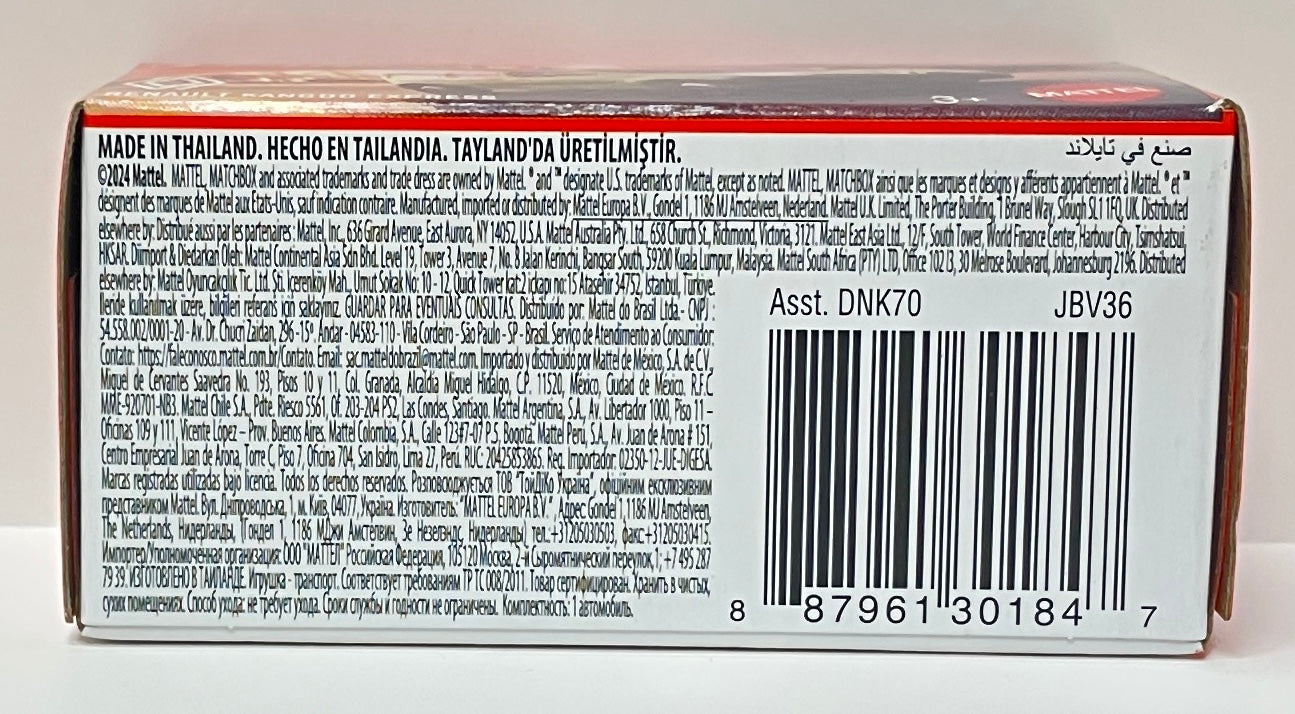 RENAULT KANGOO EXPRESS
3+
MATTEL
MADE IN THAILAND. HECHO EN TAILANDIA. TAYLAND'DA ÜRETİLMİŞTİR.
صنع في تايلاند
©2024 Mattel. MATTEL, MATCHBOX and associated trademarks and trade dress are owned by Mattel. ® and ™ designate U.S. trademarks of Mattel, except as noted. MATTEL, MATCHBOX ainsi que les marques et designs y afférents appartiennent à Mattel. ® et ™
désignent des marques de Mattel aux États-Unis, sauf indication contraire. Manufactured, imported or distributed by: Mattel Europa B.V., Gondel 1, 1186 MJ Amstelveen, Nederland. Mattel U.K. Limited, The Porter Building, 1 Brunel Way, Slough SL1 1FQ, UK. Distributed
elsewhere by: Distribué aussi par les partenaires : Mattel, Inc., 636 Girard Avenue, East Aurora, NY 14052, U.S.A. Mattel Australia Pty. Ltd., 658 Church St., Richmond, Victoria, 3121. Mattel East Asia Ltd., 12/F, South Tower, World Finance Center, Harbour City, Tsimshatsui,
HKSAR. Diimport & Diedarkan Oleh: Mattel Continental Asia Sdn Bhd. Level 19, Tower 3, Avenue 7, No. 8 Jalan Kerinchi, Bangsar South, 59200 Kuala Lumpur, Malaysia. Mattel South Africa (PTY) LTD, Office 102 I3, 30 Melrose Boulevard, Johannesburg 2196. Distributed
elsewhere by: Mattel Oyuncakçılık Tic. Ltd. Şti. İçerenköy Mah., Umut Sokak No: 10 - 12, Quick Tower kat:2 iç kapı no: 15 Ataşehir 34752, İstanbul, Türkiye.
İleride kullanılmak üzere, bilgileri referans için saklayınız. GUARDAR PARA EVENTUAIS CONSULTAS. Distribuído por: Mattel do Brasil Ltda.- CNPJ :
54.558.002/0001-20 - Av. Dr. Chucri Zaidan, 296 -15º Andar - 04583-110 - Vila Cordeiro - São Paulo - SP - Brasil. Serviço de Atendimento ao Consumidor:
Contato: https://faleconosco.mattel.com.br/Contato. Email: sac.matteldobrazil@mattel.com. Importado y distribuido por Mattel de México, S.A. de C.V.,
Miguel de Cervantes Saavedra No. 193, Pisos 10 y 11, Col. Granada, Alcaldía Miguel Hidalgo, C.P. 11520, México, Ciudad de México. R.F.C.
MME-920701-NB3. Mattel Chile S.A., Pdte. Riesco 5561, Of. 203-204 P52, Las Condes, Santiago. Mattel Argentina, S.A., Av. Libertador 1000, Piso 11 –
Oficinas 109 y 111, Vicente López – Prov. Buenos Aires. Mattel Colombia, S.A., Calle 123#7-07 P.5, Bogotá. Mattel Perú, S.A., Av. Juan de Arona # 151,
Centro Empresarial Juan de Arona, Torre C, Piso 7, Oficina 704, San Isidro, Lima 27, Perú. RUC: 20425853865. Reg. Importador: 02350-12-JUE-DIGESA.
Marcas registradas utilizadas bajo licencia. Todos los derechos reservados. Розповсюджується ТОВ "ТойДіКо Україна", офіційним ексклюзивним
представником Mattel. Вул. Дніпроводська, 1, м. Київ, 04077, Україна. Изготовитель: "MATTEL EUROPA B.V.", Адрес Gondel 1, 1186 MJ Amstelveen,
The Netherlands, Нидерланды, (Гондел 1, 1186 МДжи Амстелвин, Зе Незеландс, Нидерланды) тел.:+31205030503, факс:+31205030415.
Импортер/Уполномоченная организация: ООО "МАТТЕЛ" Российская Федерация, 105120 Москва, 2-й Сыромятнический переулок, 1; +7 495 287
79 39. ИЗГОТОВЛЕНО В ТАИЛАНДЕ. Игрушка - транспорт. Соответствует требованиям ТР ТС 008/2011. Товар сертифицирован. Хранить в чистых,
сухих помещениях. Способ ухода: не требует ухода. Сроки службы и годности не ограничены. Комплектность: 1 автомобиль.
Asst. DNK70 JBV36
8 87961 30184 7